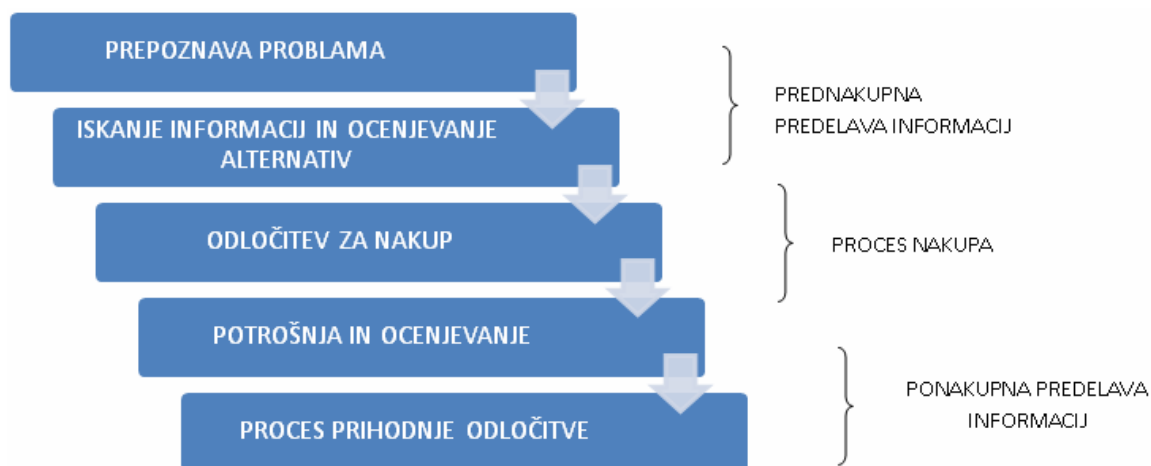 PREPOZNAVA PROBLAMA
ISKANJE INFORMACIJ IN OCENJEVANJE
ALTERNATIV
PREDNAKUPNA
PREDELAVA INFORMACIJ
ODLOČITEV ZA NAKUP
PROCES NAKUPA
POTROŠNJA IN OCENJEVANJE
PROCES PRIHODNJE ODLOČITVE
PONAKUPNA PREDELAVA
INFORMACIJ